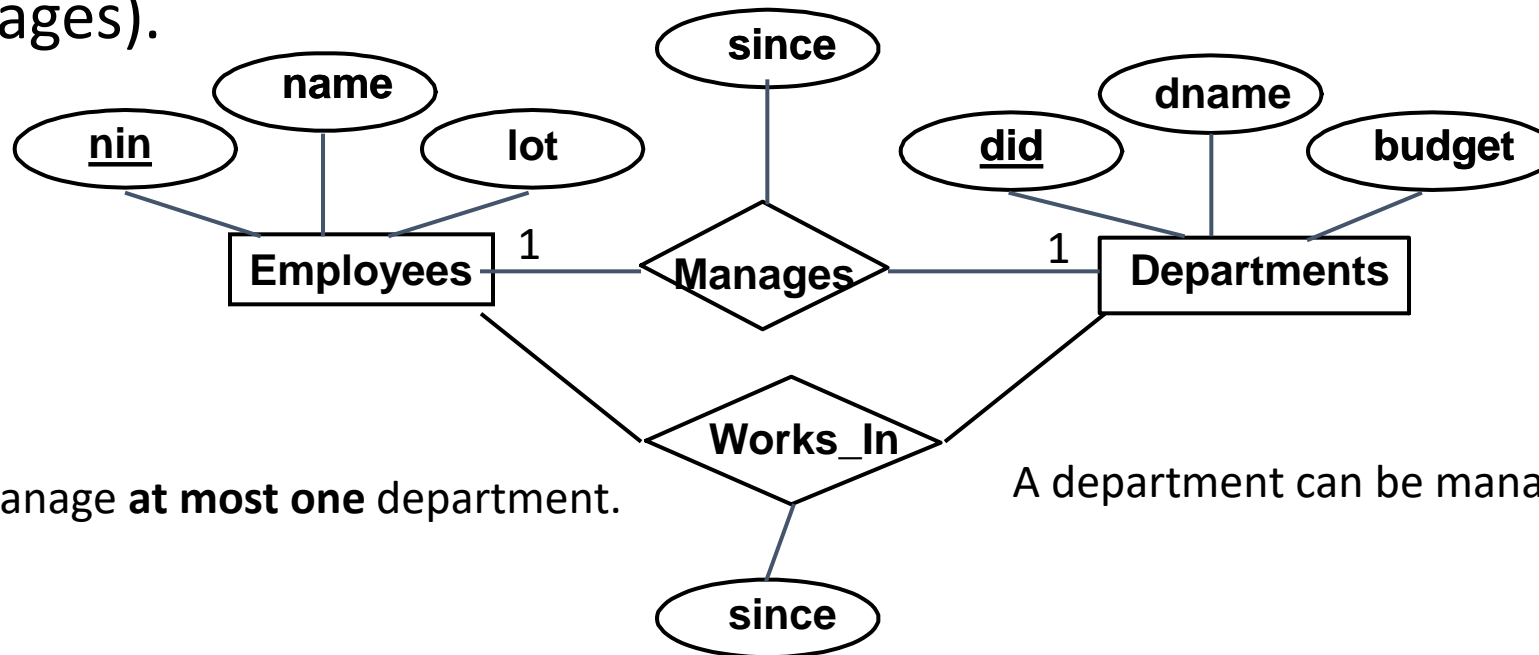 ages).
since
name
dname
nin
lot
did
budget
1
1
Employees
Manages
Departments
Works_In
anage at most one department.
A department can be mana
since